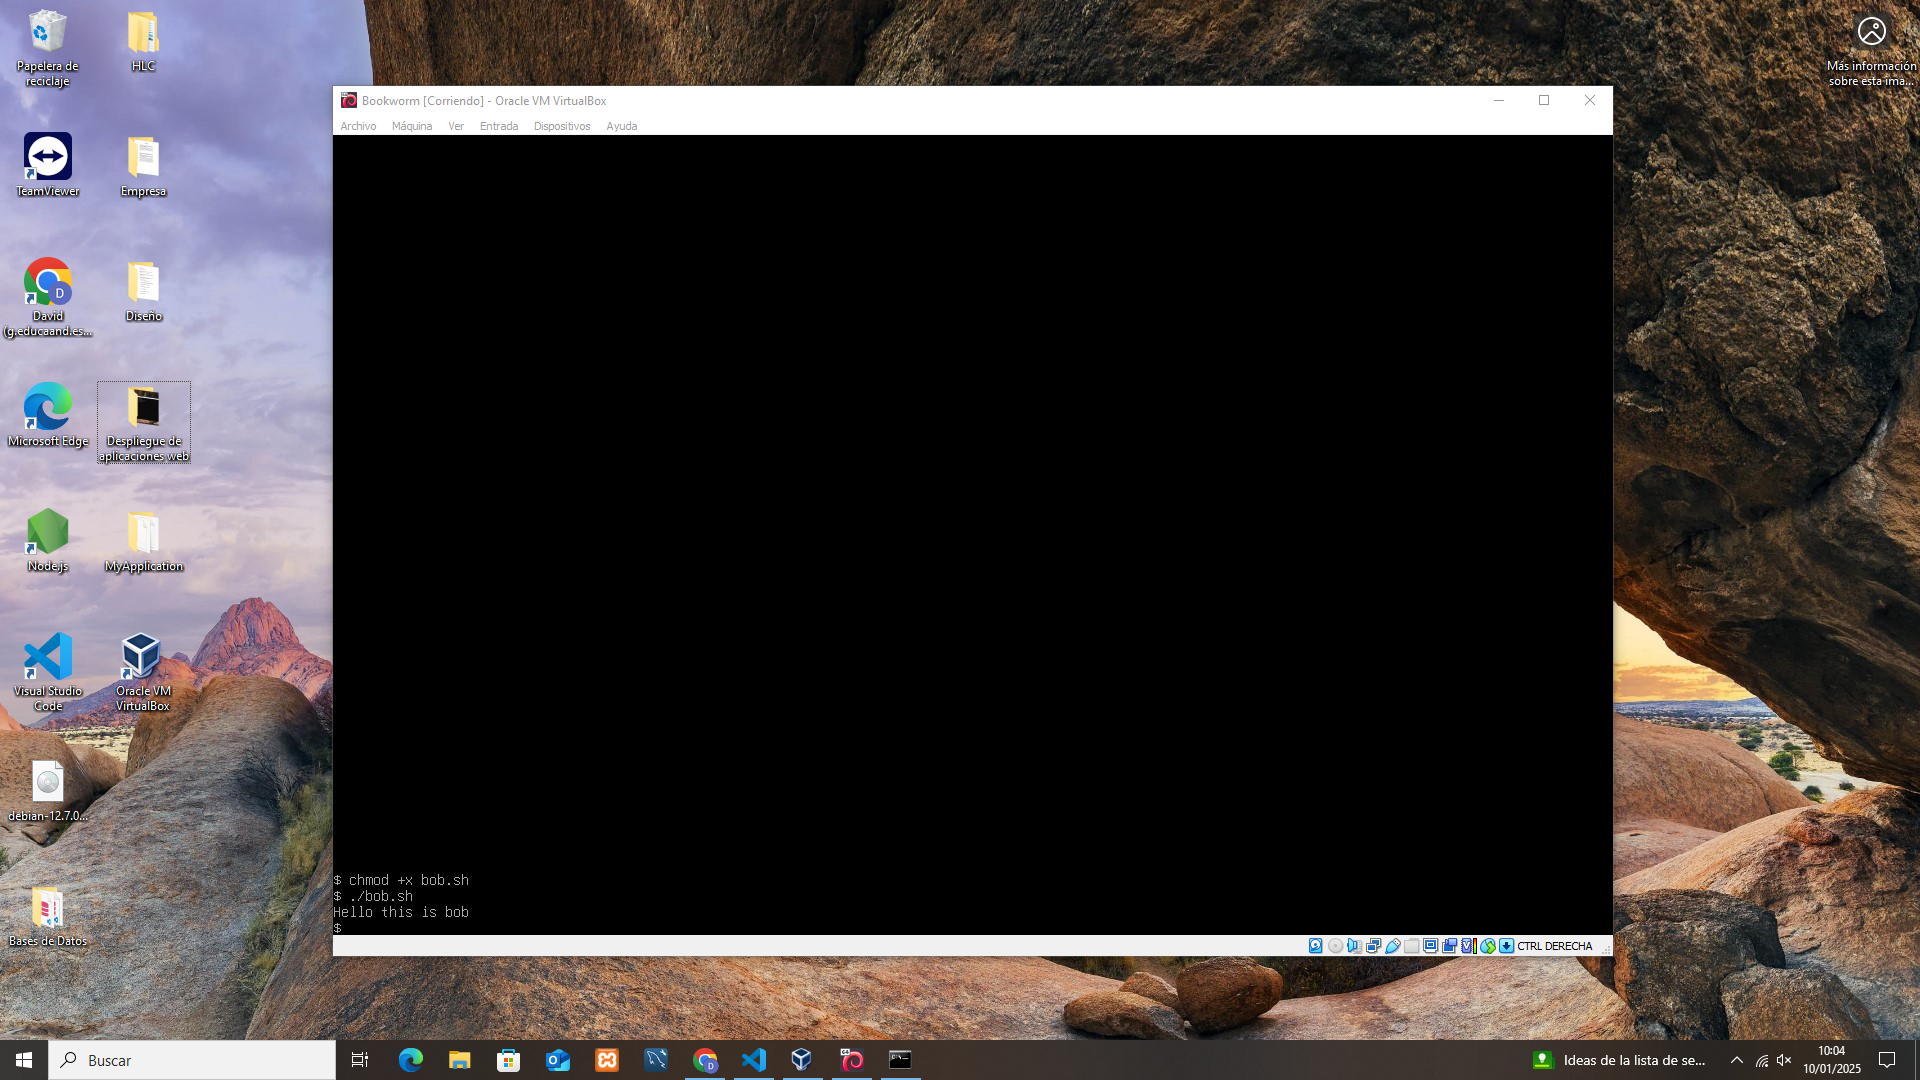 Papelera de
reciclaje
HLC
Más información
sobre esta ima...
TeamViewer
Empresa
David
(g.educaand.es...
Diseño
Microsoft Edge
Despliegue de
aplicaciones web
Node.js
MyApplication
Visual Studio
Code
Oracle VM
VirtualBox
debian-12.7.0...
Bases de Datos
Bookworm [Corriendo] - Oracle VM VirtualBox
Archivo Máquina Ver Entrada Dispositivos Ayuda
$ chmod +x bob.sh
$ ./bob.sh
Hello this is bob
$
CTRL DERECHA
Buscar
Ideas de la lista de se...
10:04
10/01/2025